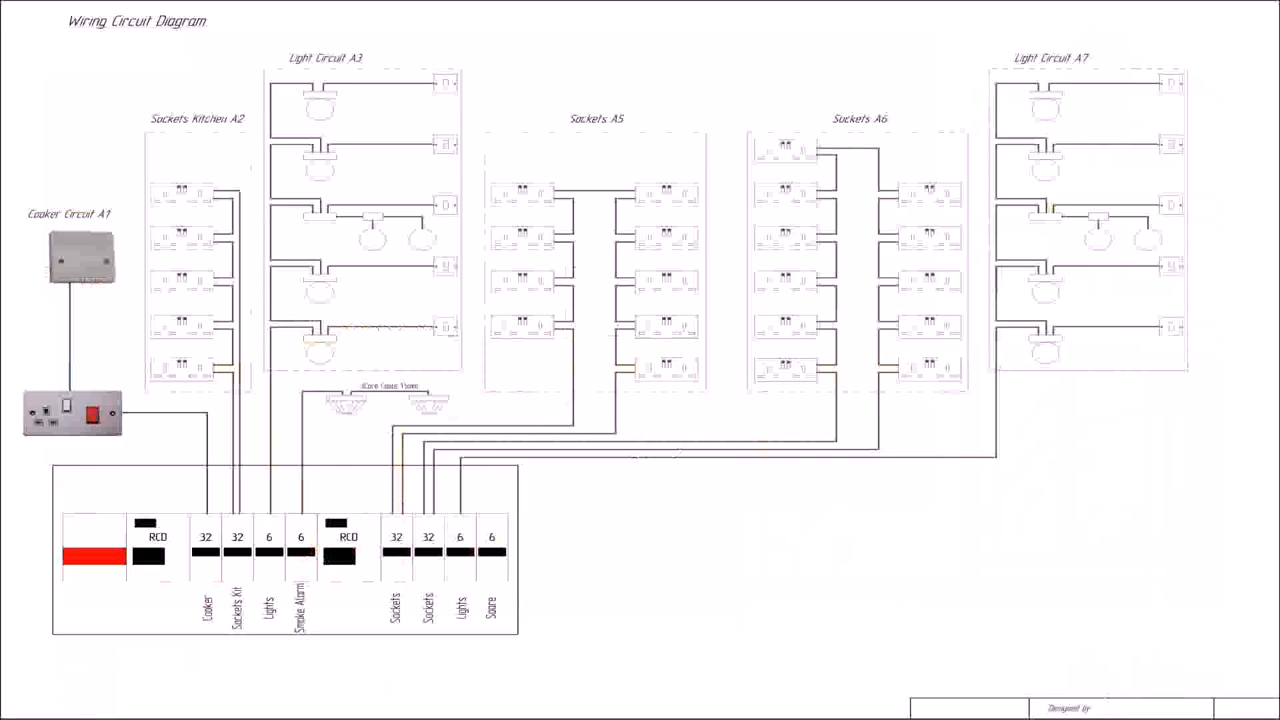 Wiring Circuit Diagram
Light Circuit A3
Light Circuit A7
Sockets Kitchen A2
Sockets A5
Sockets A6
Cooker Circuit A1
RCD
32
32
6
6
RCD
32
32
6
6
Cooker
Sockets Kit
Lights
Smoke Alarm
Sockets
Sockets
Lights
Spare
Designed by